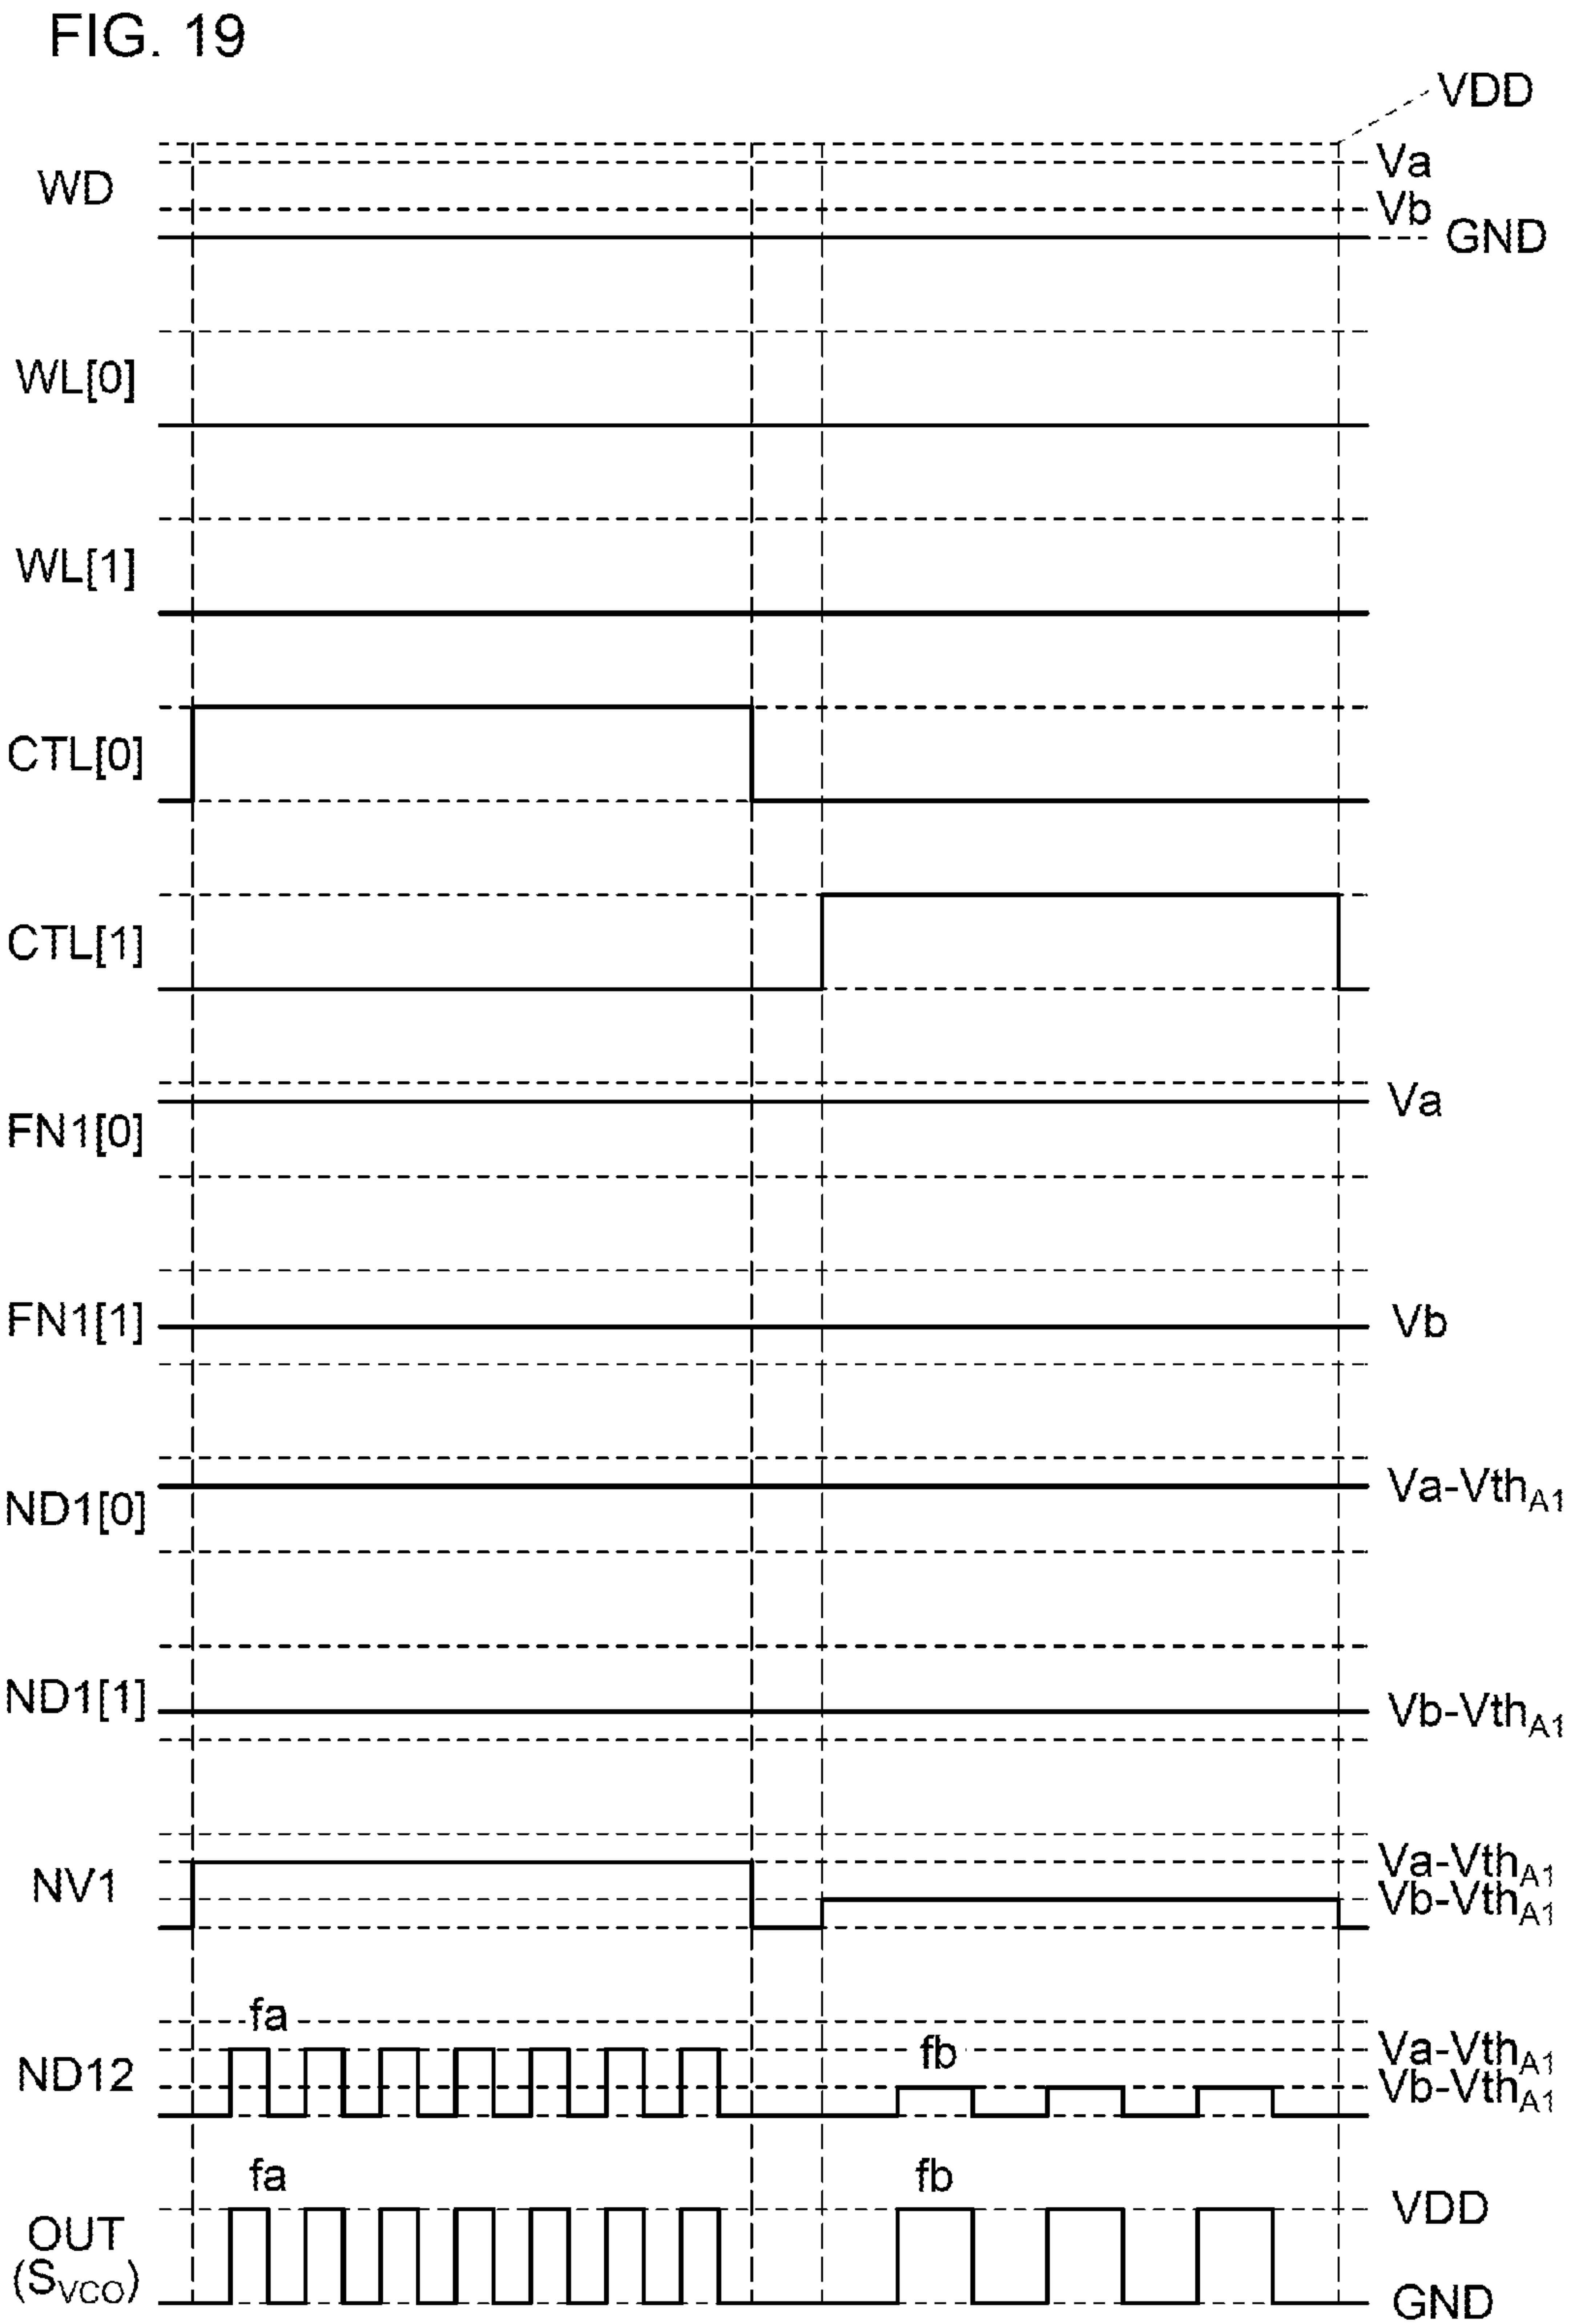 FIG. 19
VDD
WD
Va
Vb
GND
WL[0]
WL[1]
CTL[0]
CTL[1]
FN1[0]
Va
FN1[1]
Vb
ND1[0]
Va-VthA1
ND1[1]
Vb-VthA1
NV1
Va-VthA1
Vb-VthA1
ND12
fa
fb
Va-VthA1
Vb-VthA1
OUT
(SVCO)
fa
fb
VDD
GND